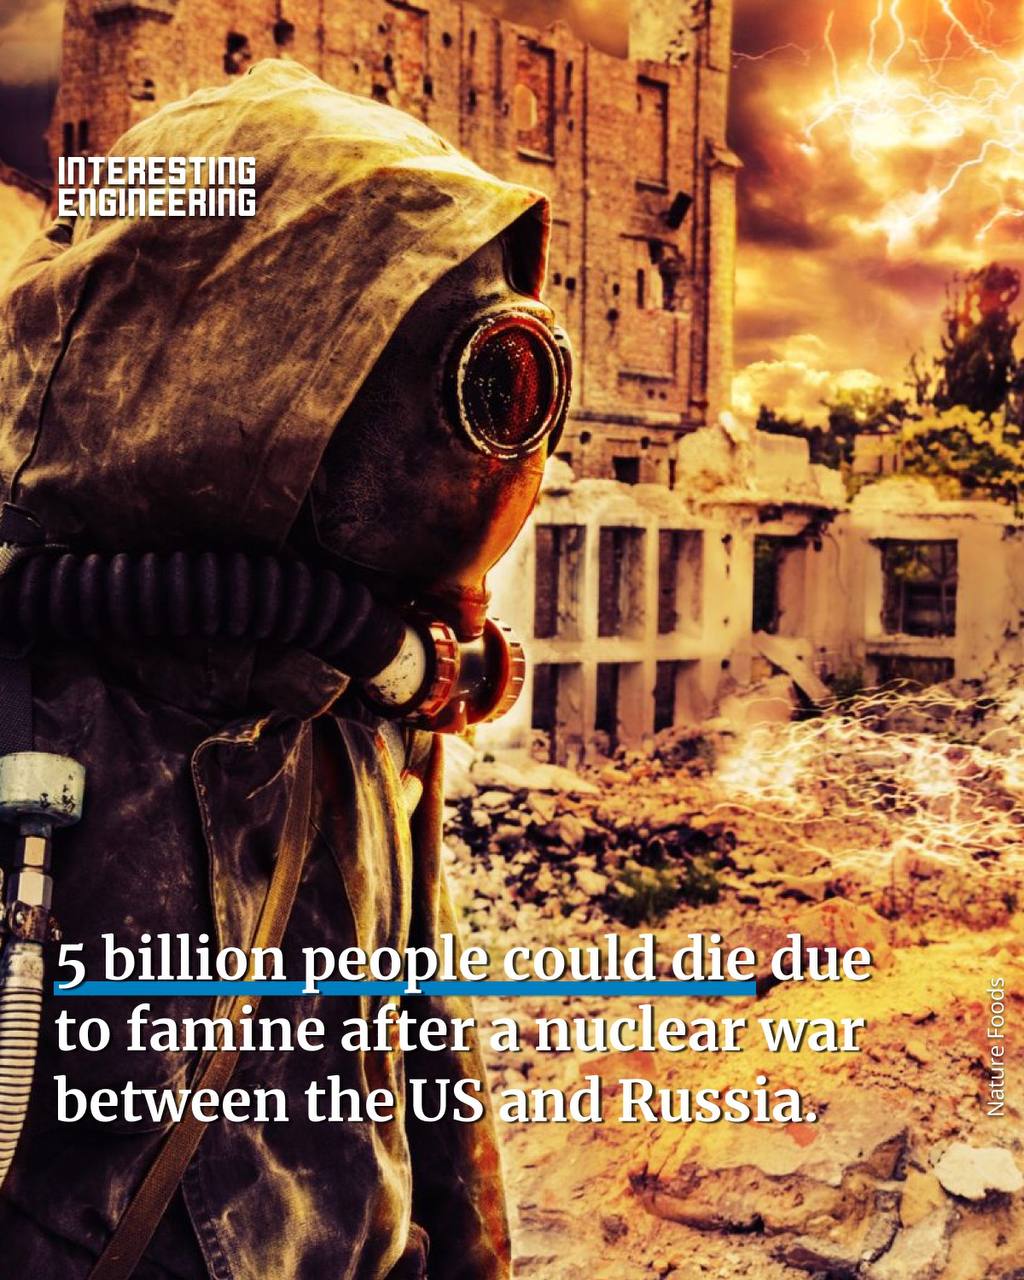 INTERESTING
ENGINEERING
5 billion people could die due
to famine after a nuclear war
between the US and Russia.
Nature Foods